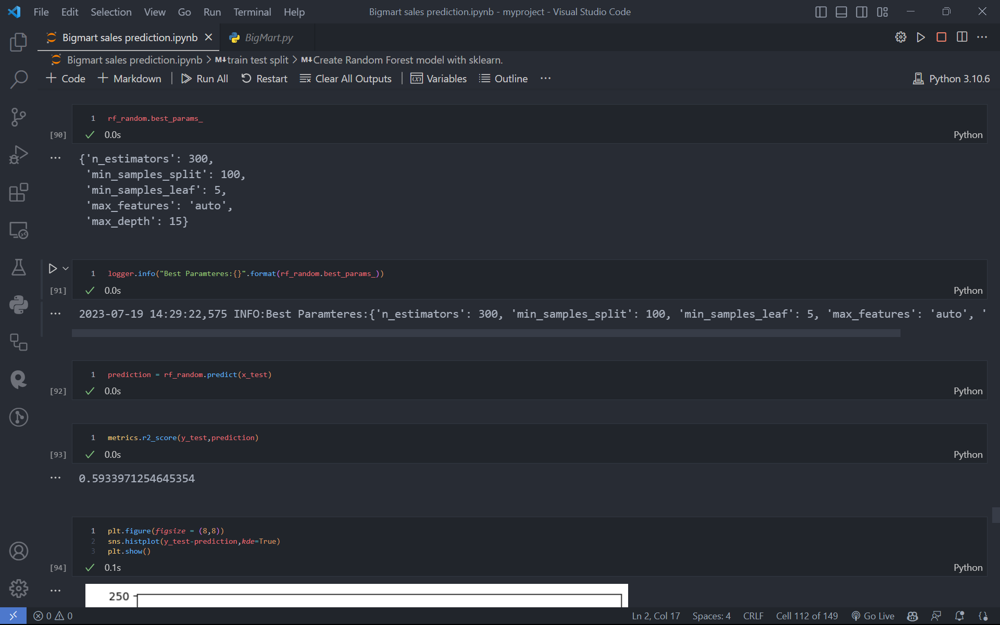 File Edit Selection View Go Run Terminal Help Bigmart sales prediction.ipynb - myproject - Visual Studio Code
Bigmart sales prediction.ipynb BigMart.py
Bigmart sales prediction.ipynb > M↓train test split > M↓Create Random Forest model with sklearn.
+ Code + Markdown Run All Restart Clear All Outputs Variables Outline ··· Python 3.10.6
1 rf_random.best_params_
[90] 0.0s Python
{'n_estimators': 300,
'min_samples_split': 100,
'min_samples_leaf': 5,
'max_features': 'auto',
'max_depth': 15}
1 logger.info("Best Paramteres:{}".format(rf_random.best_params_))
[91] 0.0s Python
2023-07-19 14:29:22,575 INFO:Best Paramteres:{'n_estimators': 300, 'min_samples_split': 100, 'min_samples_leaf': 5, 'max_features': 'auto', '
1 prediction = rf_random.predict(x_test)
[92] 0.0s Python
1 metrics.r2_score(y_test,prediction)
[93] 0.0s Python
0.5933971254645354
1 plt.figure(figsize = (8,8))
2 sns.histplot(y_test-prediction,kde=True)
3 plt.show()
[94] 0.1s Python
250
0 0 Ln 2, Col 17 Spaces: 4 CRLF Cell 112 of 149 Go Live